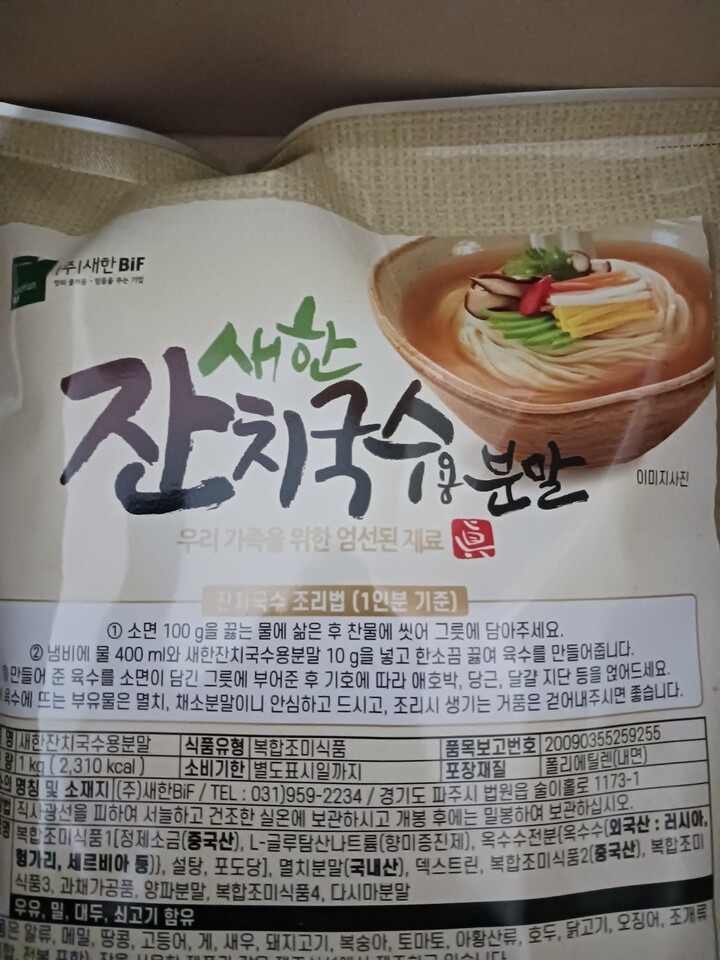 (주)새한BiF
새한
잔치국수용 분말
이미지사진
우리 가족을 위한 엄선된 재료
眞
잔치국수 조리법 (1인분 기준)
① 소면 100 g을 끓는 물에 삶은 후 찬물에 씻어 그릇에 담아주세요.
② 냄비에 물 400 ml와 새한잔치국수용분말 10 g을 넣고 한소끔 끓여 육수를 만들어줍니다.
만들어 준 육수를 소면이 담긴 그릇에 부어준 후 기호에 따라 애호박, 당근, 달걀 지단 등을 얹어드세요.
육수에 뜨는 부유물은 멸치, 채소분말이니 안심하고 드시고, 조리시 생기는 거품은 걷어내주시면 좋습니다.
명 새한잔치국수용분말 식품유형 복합조미식품 품목보고번호 20090355259255
량 1 kg ( 2,310 kcal ) 소비기한 별도표시일까지 포장재질 폴리에틸렌(내면)
명칭 및 소재지 (주)새한BiF / TEL : 031)959-2234 / 경기도 파주시 법원읍 술이홀로 1173-1
직사광선을 피하여 서늘하고 건조한 실온에 보관하시고 개봉 후에는 밀봉하여 보관하십시오.
복합조미식품1[정제소금(중국산), L-글루탐산나트륨(향미증진제), 옥수수전분(옥수수(외국산 : 러시아,
헝가리, 세르비아 등)), 설탕, 포도당], 멸치분말(국내산), 덱스트린, 복합조미식품2(중국산), 복합조미
식품3, 과채가공품, 양파분말, 복합조미식품4, 다시마분말
우유, 밀, 대두, 쇠고기 함유
알류, 메밀, 땅콩, 고등어, 게, 새우, 돼지고기, 복숭아, 토마토, 아황산류, 호두, 닭고기, 오징어, 조개류